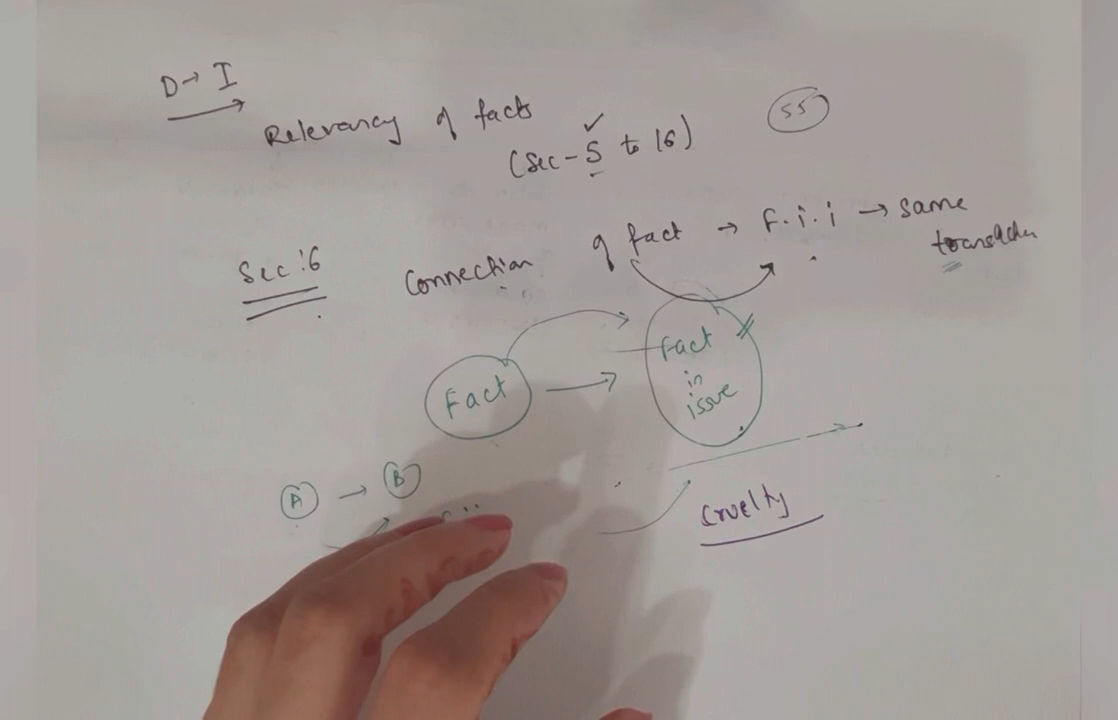 D → I
Relevancy of facts
(Sec - 5 to 16)
55
Sec : 6
Connection of fact → F.i.i → same
Fact →
Fact
in
issue
A → B
Cruelty